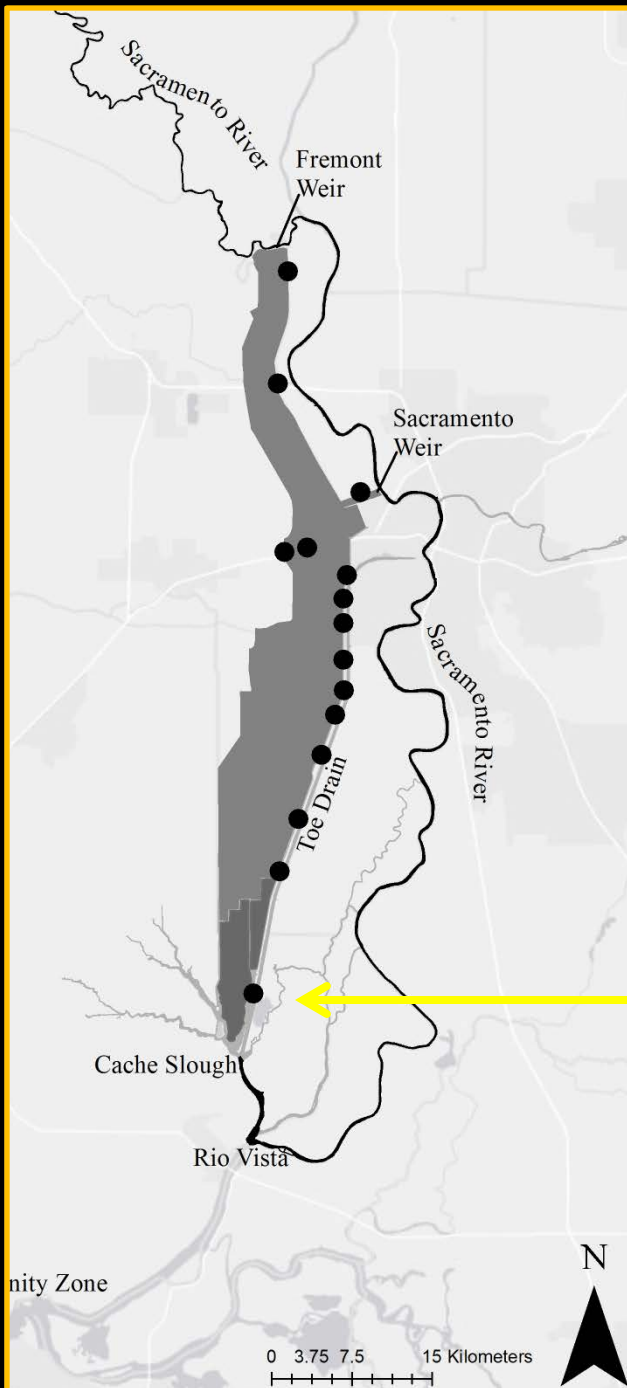 Sacramento River
Fremont
Weir
Sacramento
Weir
Sacramento River
Toe Drain
Cache Slough
Rio Vista
nity Zone
N
0 3.75 7.5 15 Kilometers